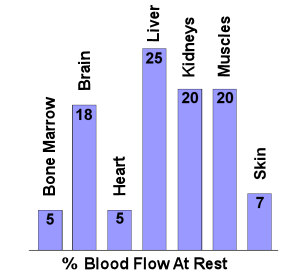 Bone Marrow
Brain
Heart
Liver
Kidneys
Muscles
Skin
5
18
5
25
20
20
7
% Blood Flow At Rest